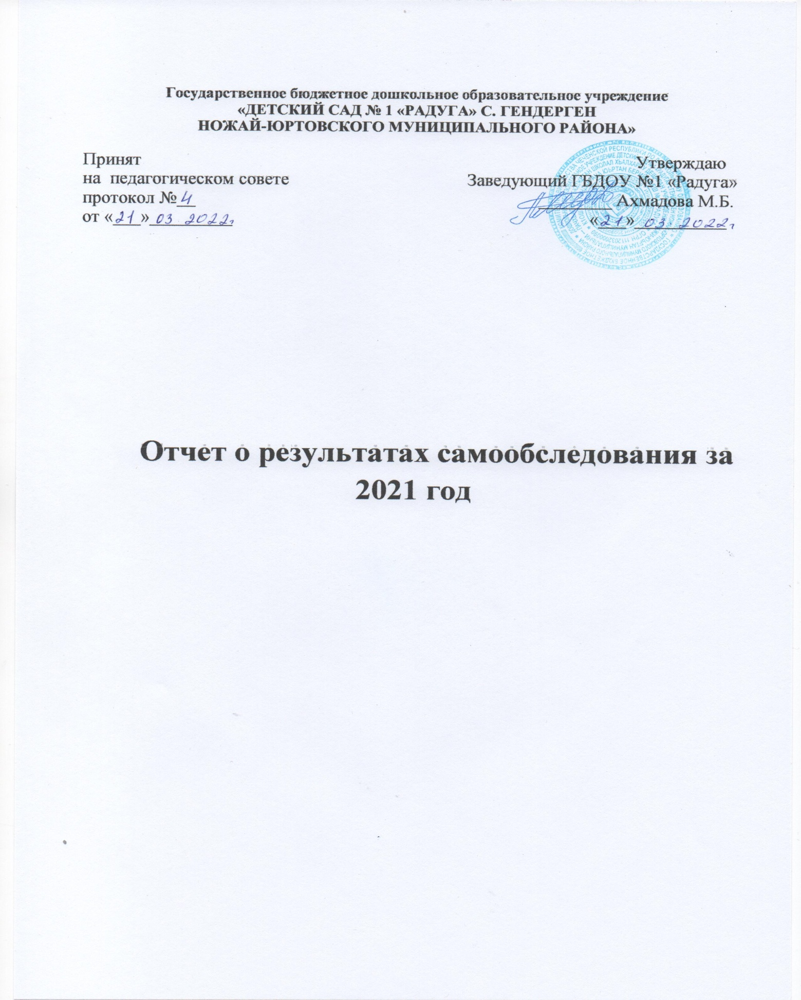 Государственное бюджетное дошкольное образовательное учреждение
«ДЕТСКИЙ САД № 1 «РАДУГА» С. ГЕНДЕРГЕН
НОЖАЙ-ЮРТОВСКОГО МУНИЦИПАЛЬНОГО РАЙОНА»
Принят
на педагогическом совете
протокол № 4
от «21» 03 2022г
Утверждаю
Заведующий ГБДОУ №1 «Радуга»
Ахмадова М.Б.
«21» 03 2022г
Отчет о результатах самообследования за
2021 год